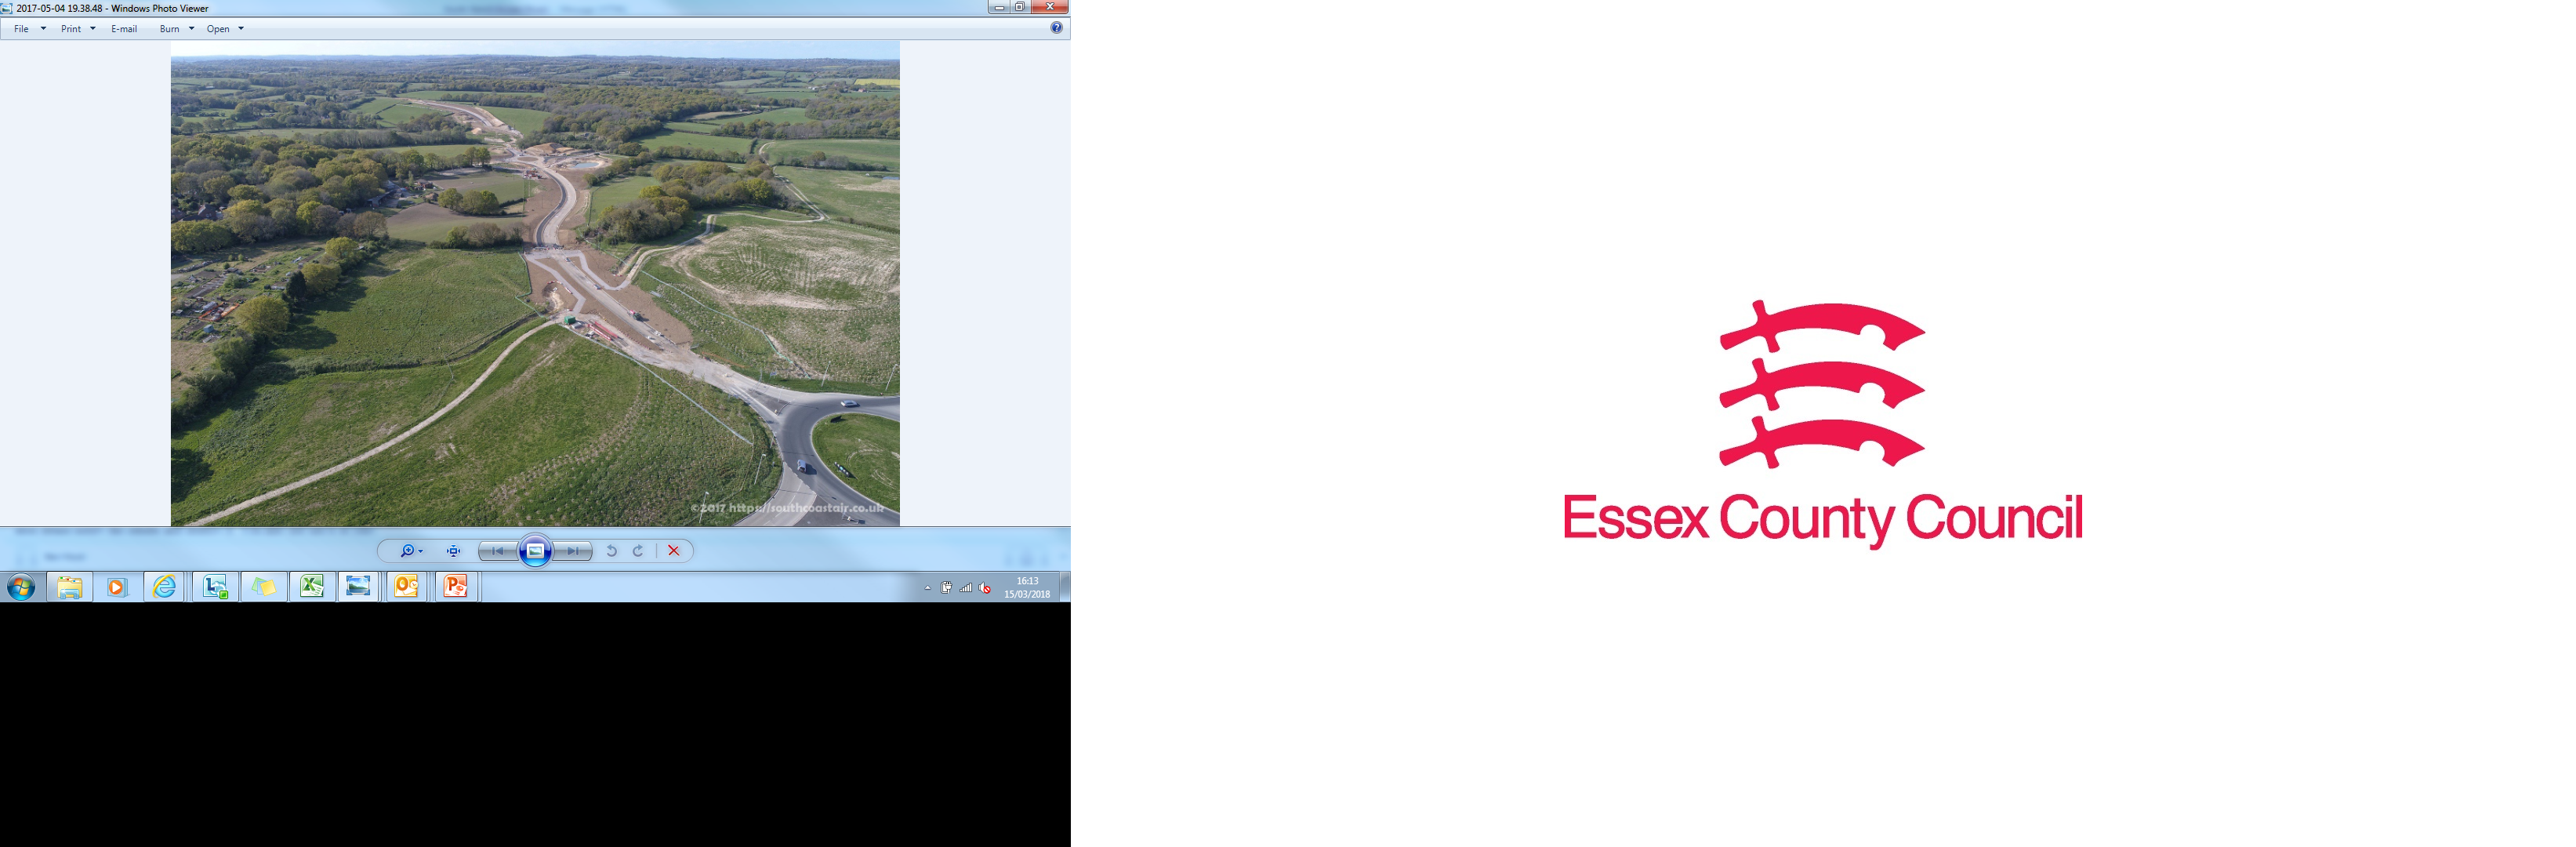 2017-05-04 19.38.48 - Windows Photo Viewer
File Print E-mail Burn Open
©2017 https://southcoastair.co.uk
16:13
15/03/2018
Essex County Council